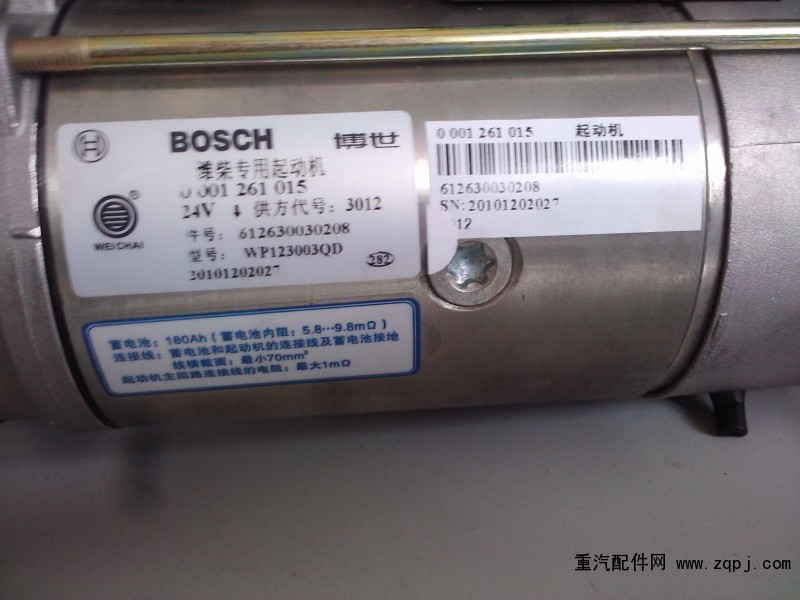 BOSCH 博世
潍柴专用起动机
0 001 261 015
24V ↓ 供方代号: 3012
件号: 612630030208
型号: WP123003QD
20101202027
282
WEICHAI
®
0 001 261 015 起动机
612630030208
SN:20101202027
012
蓄电池: 180Ah (蓄电池内阻: 5.8…9.8mΩ)
连接线: 蓄电池和起动机的连接线及蓄电池接地
线横截面: 最小70mm²
起动机主回路连接线的电阻: 最大1mΩ
重汽配件网 www.zqpj.com